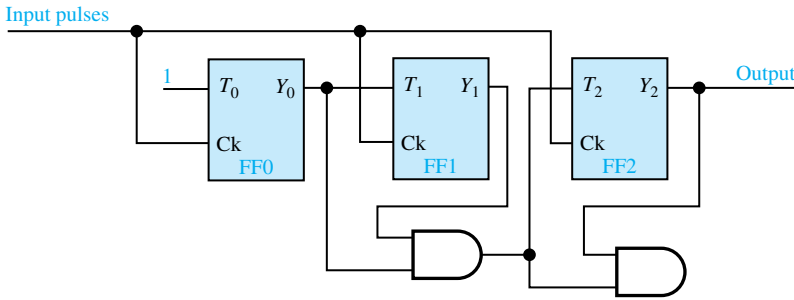 Input pulses
1
T0 Y0
Ck
FF0
T1 Y1
Ck
FF1
T2 Y2
Ck
FF2
Output